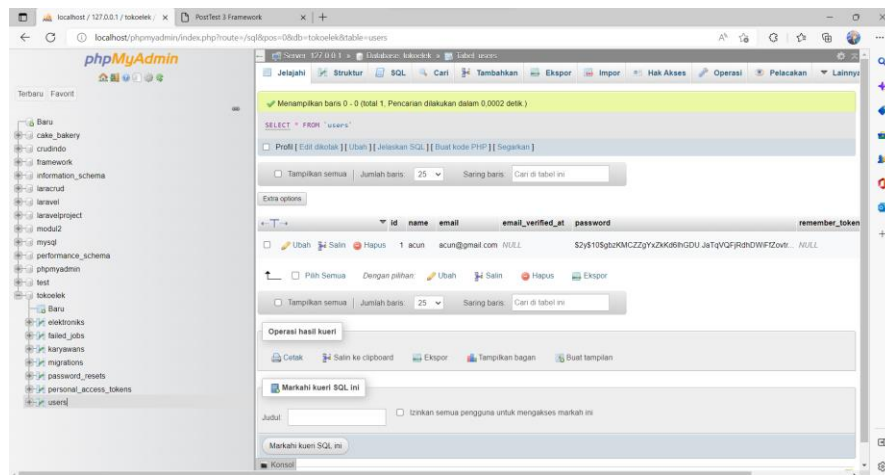 localhost / 127.0.0.1 / tokoelek /
PostTest 3 Framework
localhost/phpmyadmin/index.php?route=/sql&pos=0&db=tokoelek&table=users
phpMyAdmin
Terbaru Favorit
Baru
cake_bakery
crudindo
framework
information_schema
laracrud
laravel
laravelproject
modul2
mysql
performance_schema
phpmyadmin
test
tokoelek
Baru
elektroniks
failed_jobs
karyawans
migrations
password_resets
personal_access_tokens
users
Server: 127.0.0.1 » Database: tokoelek » Tabel: users
Jelajahi Struktur SQL Cari Tambahkan Ekspor Impor Hak Akses Operasi Pelacakan Lainnya
Menampilkan baris 0 - 0 (total 1, Pencarian dilakukan dalam 0,0002 detik.)
SELECT * FROM `users`
Profil [ Edit dikotak ] [ Ubah ] [ Jelaskan SQL ] [ Buat kode PHP ] [ Segarkan ]
Tampilkan semua | Jumlah baris: 25 Saring baris: Cari di tabel ini
Extra options
id name email email_verified_at password remember_token
Ubah Salin Hapus 1 acun acun@gmail.com NULL NULL
Pilih Semua Dengan pilihan: Ubah Salin Hapus Ekspor
Tampilkan semua | Jumlah baris: 25 Saring baris: Cari di tabel ini
Operasi hasil kueri
Cetak Salin ke clipboard Ekspor Tampilkan bagan Buat tampilan
Markahi kueri SQL ini
Judul: Izinkan semua pengguna untuk mengakses markah ini
Markahi kueri SQL ini
Konsol